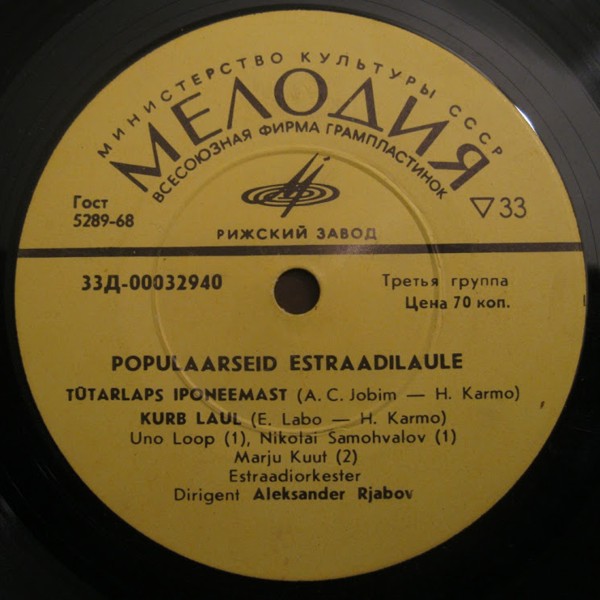 МИНИСТЕРСТВО КУЛЬТУРЫ СССР
МЕЛОДИЯ
ВСЕСОЮЗНАЯ ФИРМА ГРАМПЛАСТИНОК
Гост
5289-68
▽33
РИЖСКИЙ ЗАВОД
33Д-00032940
Третья группа
Цена 70 коп.
POPULAARSEID ESTRAADILAULE
TÜTARLAPS IPONEEMAST (A. C. Jobim — H. Karmo)
KURB LAUL (E. Labo — H. Karmo)
Uno Loop (1), Nikotai Samohvalov (1)
Marju Kuut (2)
Estraadiorkester
Dirigent Aleksander Rjabov